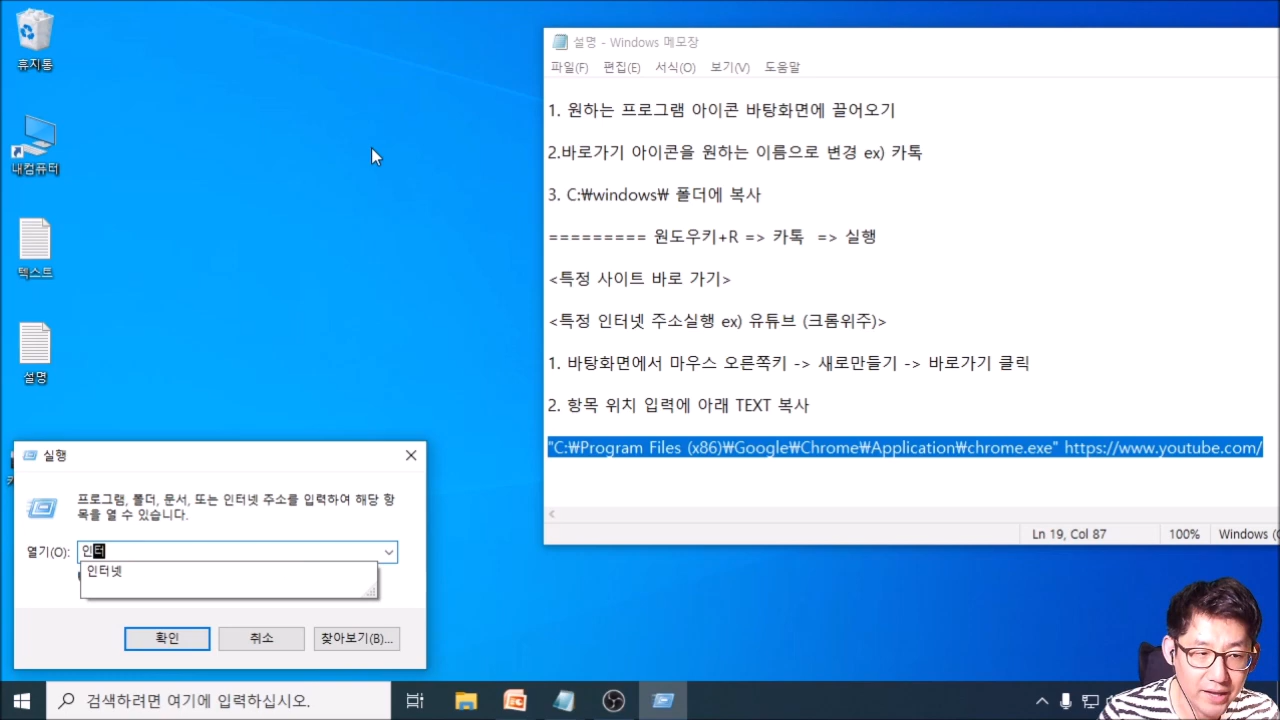 휴지통
내컴퓨터
텍스트
설명
설명 - Windows 메모장
파일(F) 편집(E) 서식(O) 보기(V) 도움말
1. 원하는 프로그램 아이콘 바탕화면에 끌어오기
2.바로가기 아이콘을 원하는 이름으로 변경 ex) 카톡
3. C:₩windows₩ 폴더에 복사
========= 윈도우키+R => 카톡 => 실행
<특정 사이트 바로 가기>
<특정 인터넷 주소실행 ex) 유튜브 (크롬위주)>
1. 바탕화면에서 마우스 오른쪽키 -> 새로만들기 -> 바로가기 클릭
2. 항목 위치 입력에 아래 TEXT 복사
"C:₩Program Files (x86)₩Google₩Chrome₩Application₩chrome.exe" https://www.youtube.com/
Ln 19, Col 87 100% Windows (
실행
프로그램, 폴더, 문서, 또는 인터넷 주소를 입력하여 해당 항
목을 열 수 있습니다.
열기(O): 인터
인터넷
확인 취소 찾아보기(B)...
검색하려면 여기에 입력하십시오.